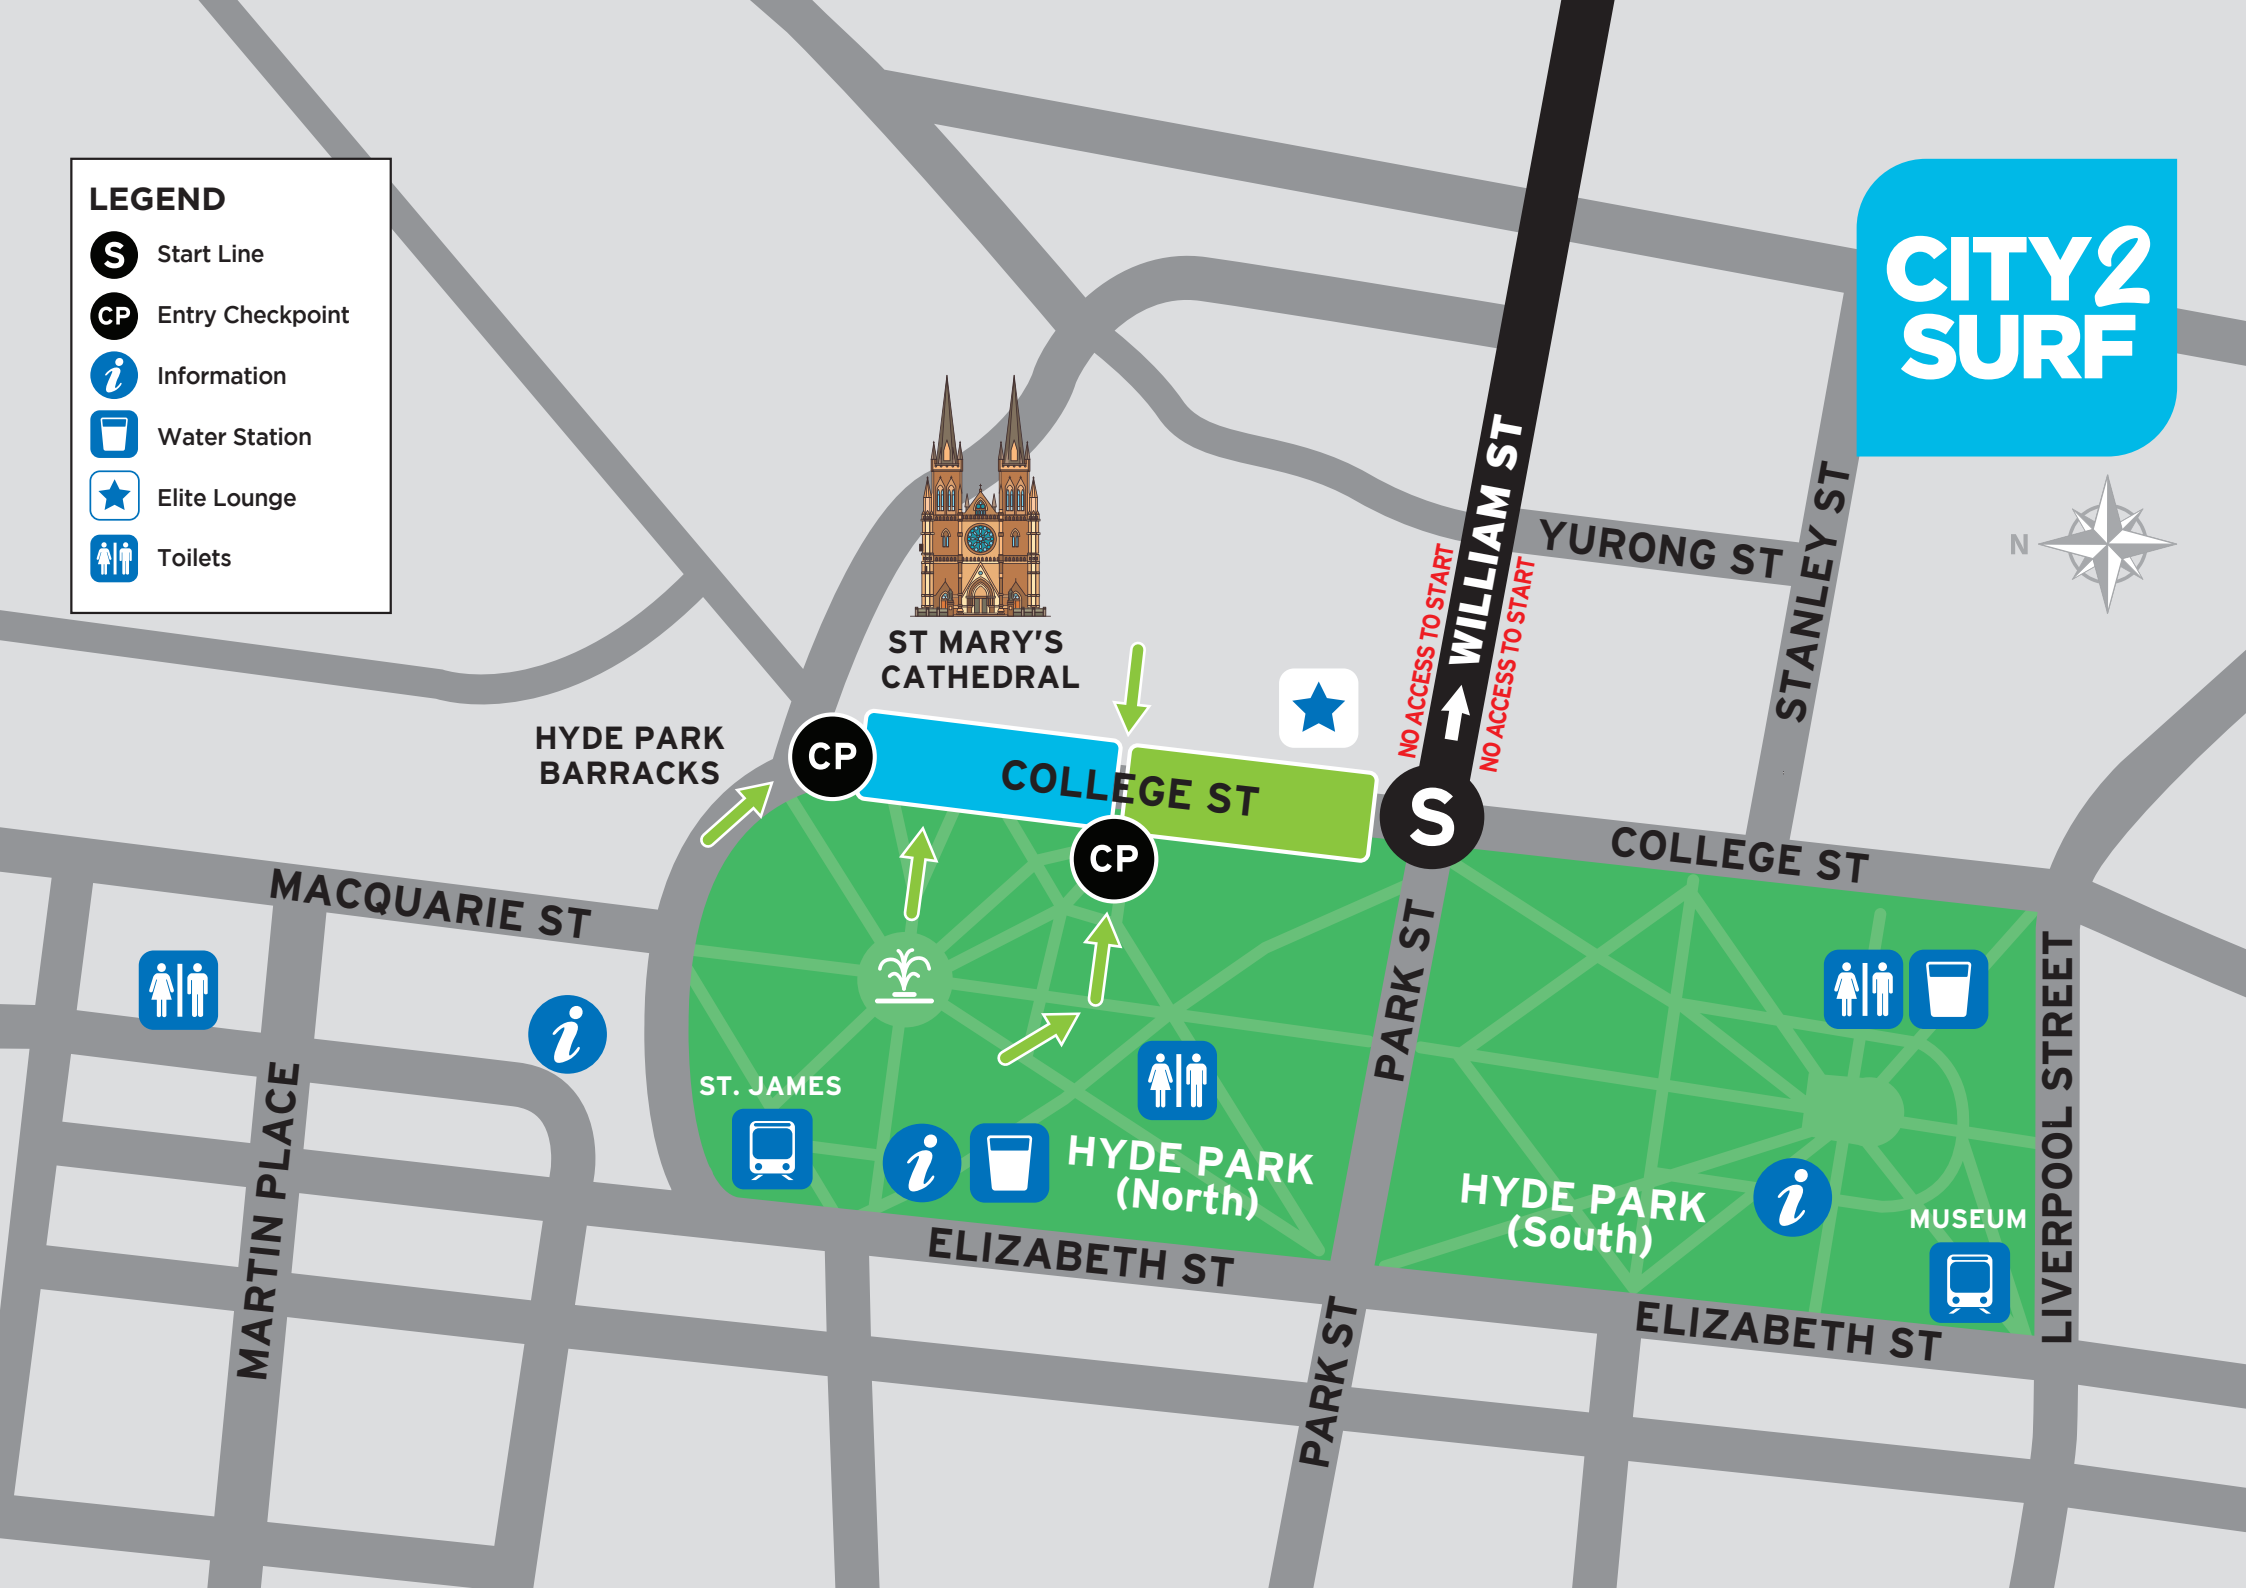 LEGEND
S Start Line
CP Entry Checkpoint
i Information
Water Station
Elite Lounge
Toilets
CITY2
SURF
N
WILLIAM ST
NO ACCESS TO START
NO ACCESS TO START
YURONG ST
STANLEY ST
ST MARY'S
CATHEDRAL
HYDE PARK
BARRACKS
CP
COLLEGE ST
CP
S
COLLEGE ST
MACQUARIE ST
MARTIN PLACE
i
PARK ST
LIVERPOOL STREET
ST. JAMES
i
HYDE PARK
(North)
HYDE PARK
(South)
i
MUSEUM
ELIZABETH ST
ELIZABETH ST
PARK ST